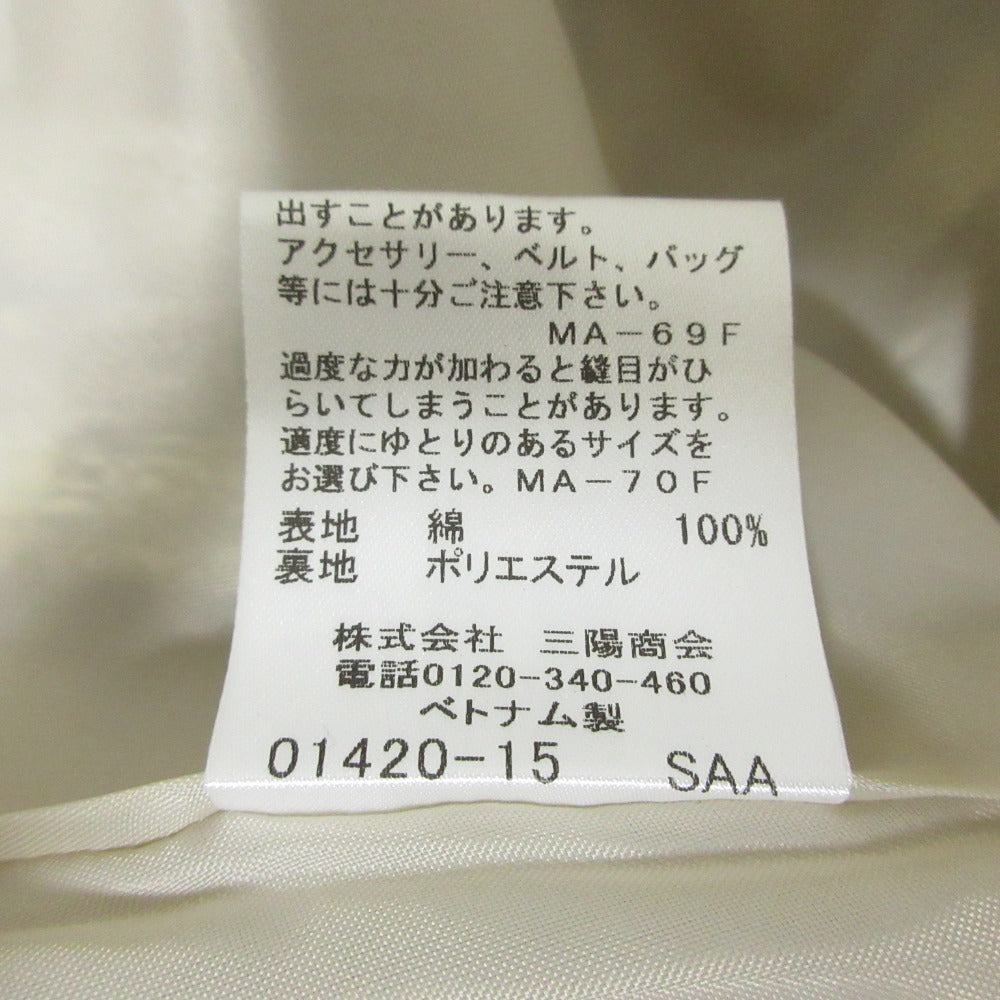 出すことがあります。
アクセサリー、ベルト、バッグ
等には十分ご注意下さい。
MA-69F
過度な力が加わると縫目がひ
らいてしまうことがあります。
適度にゆとりのあるサイズを
お選び下さい。MA-70F
表地 綿 100%
裏地 ポリエステル
株式会社 三陽商会
電話0120-340-460
ベトナム製
01420-15 SAA